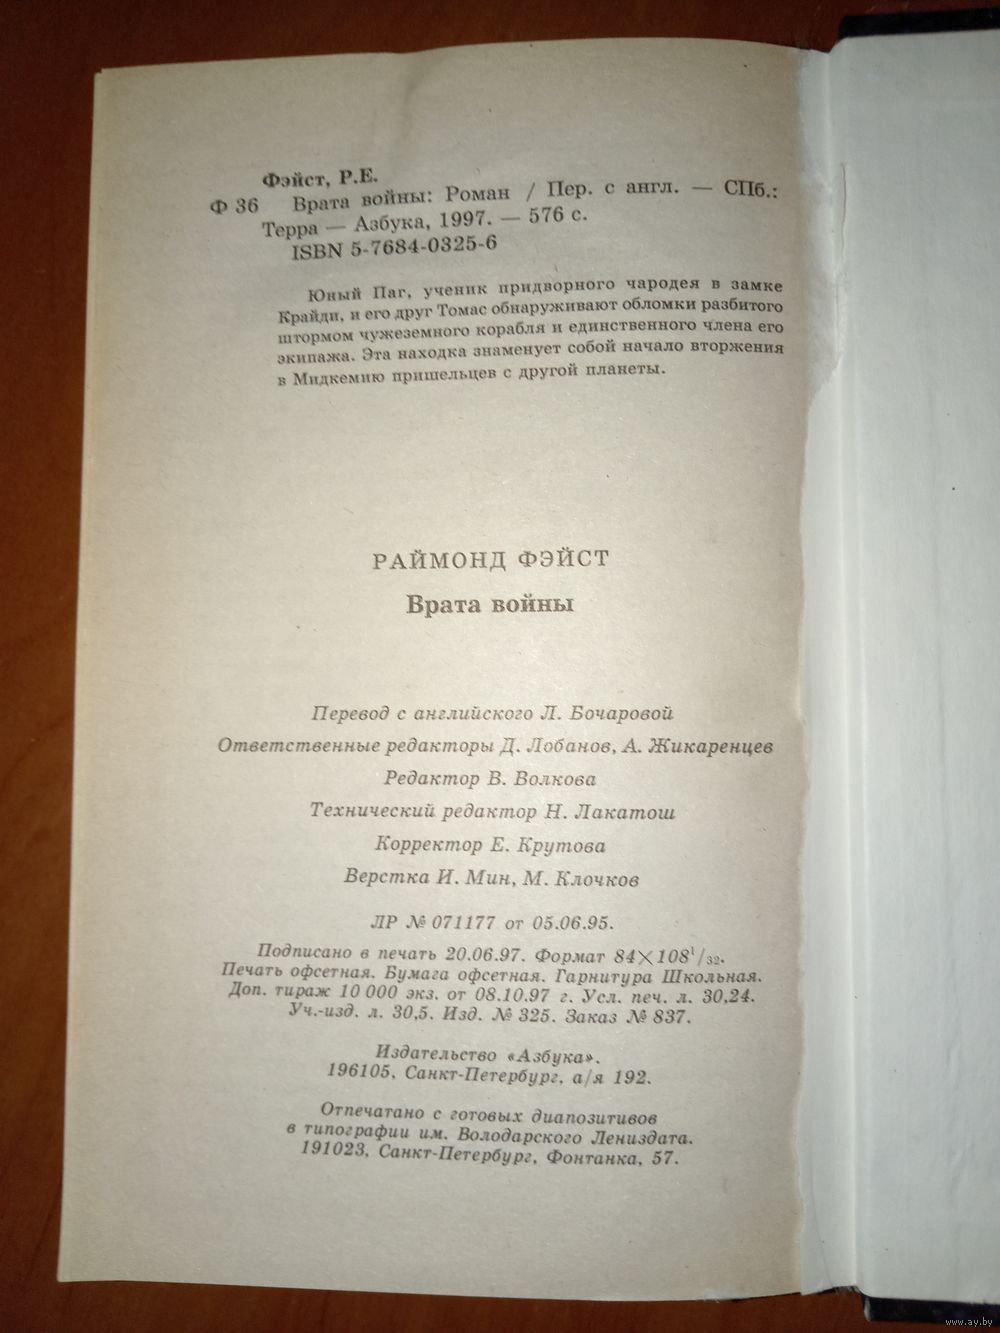 Фэйст, Р.Е.
Ф 36 Врата войны: Роман / Пер. с англ. — СПб.:
Терра — Азбука, 1997. — 576 с.
ISBN 5-7684-0325-6
Юный Паг, ученик придворного чародея в замке
Крайди, и его друг Томас обнаруживают обломки разбитого
штормом чужеземного корабля и единственного члена его
экипажа. Эта находка знаменует собой начало вторжения
в Мидкемию пришельцев с другой планеты.
РАЙМОНД ФЭЙСТ
Врата войны
Перевод с английского Л. Бочаровой
Ответственные редакторы Д. Лобанов, А. Жикаренцев
Редактор В. Волкова
Технический редактор Н. Лакатош
Корректор Е. Крутова
Верстка И. Мин, М. Клочков
ЛР № 071177 от 05.06.95.
Подписано в печать 20.06.97. Формат 84×108¹/₃₂.
Печать офсетная. Бумага офсетная. Гарнитура Школьная.
Доп. тираж 10 000 экз. от 08.10.97 г. Усл. печ. л. 30,24.
Уч.-изд. л. 30,5. Изд. № 325. Заказ № 837.
Издательство «Азбука».
196105, Санкт-Петербург, а/я 192.
Отпечатано с готовых диапозитивов
в типографии им. Володарского Лениздата.
191023, Санкт-Петербург, Фонтанка, 57.
www.ay.by